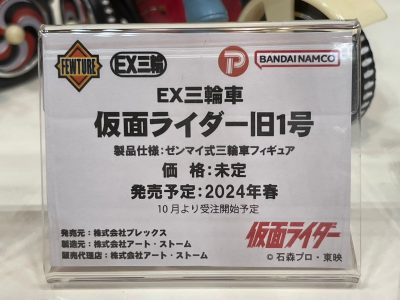 FEWTURE EX三輪 P BANDAI NAMCO
EX三輪車
仮面ライダー旧1号
製品仕様:ゼンマイ式三輪車フィギュア
価 格:未定
発売予定:2024年春
10月より受注開始予定
発売元:株式会社プレックス
製造元:株式会社アート・ストーム
販売代理店:株式会社アート・ストーム
仮面ライダー
© 石森プロ・東映